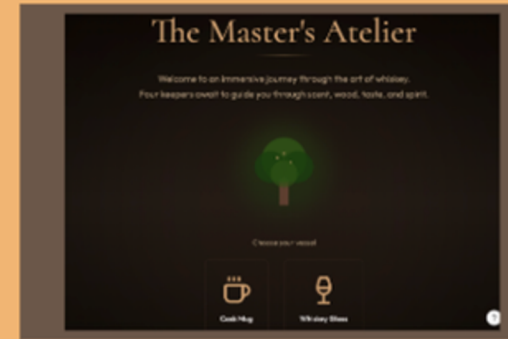 The Master's Atelier
Welcome to an immersive journey through the art of whiskey.
Four keepers await to guide you through scent, wood, taste, and spirit.
Choose your vessel
Cask Mug
Whiskey Glass
?